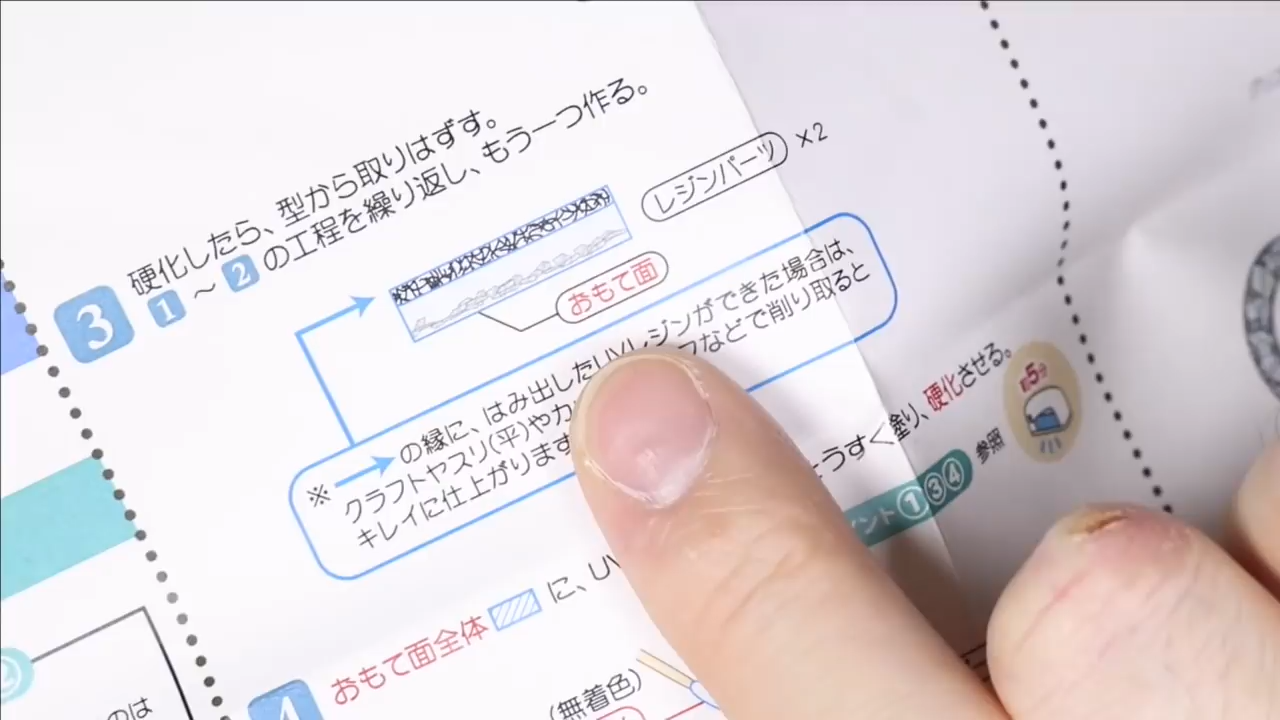 3 硬化したら、型から取りはずす。
1 ～ 2 の工程を繰り返し、もう一つ作る。
レジンパーツ ×2
おもて面
※ → の縁に、はみ出したUVレジンができた場合は、
クラフトヤスリ(平)やカ フなどで削り取ると
キレイに仕上がります
4 おもて面全体 に、UV うすく塗り、硬化させる。
約5分
イント 1 3 4 参照
(無着色)
2
のは